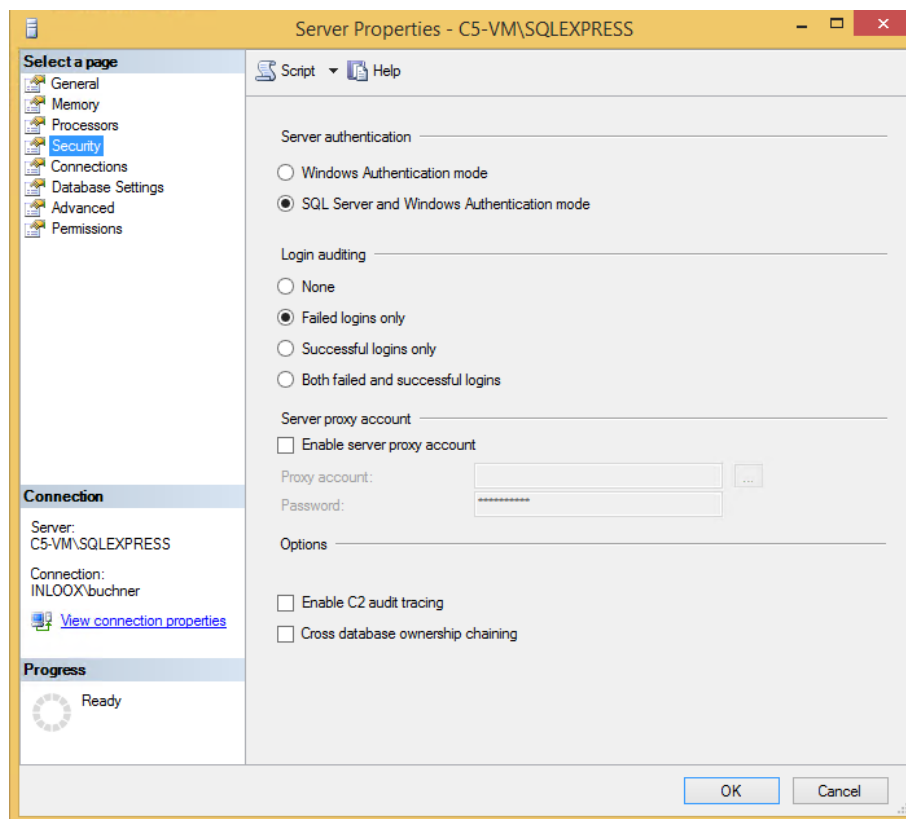 Server Properties - C5-VM\SQLEXPRESS
Select a page
General
Memory
Processors
Security
Connections
Database Settings
Advanced
Permissions
Script Help
Server authentication
Windows Authentication mode
SQL Server and Windows Authentication mode
Login auditing
None
Failed logins only
Successful logins only
Both failed and successful logins
Server proxy account
Enable server proxy account
Proxy account:
...
Password:
**********
Options
Enable C2 audit tracing
Cross database ownership chaining
Connection
Server:
C5-VM\SQLEXPRESS
Connection:
INLOOX\buchner
View connection properties
Progress
Ready
OK Cancel